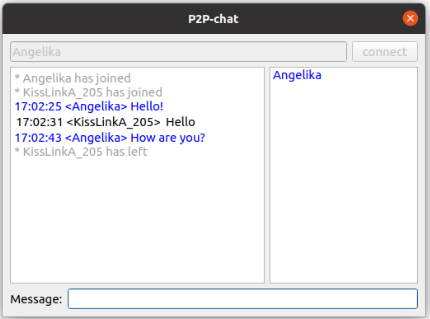 P2P-chat
Angelika
connect
* Angelika has joined
* KissLinkA_205 has joined
17:02:25 <Angelika> Hello!
17:02:31 <KissLinkA_205> Hello
17:02:43 <Angelika> How are you?
* KissLinkA_205 has left
Angelika
Message: